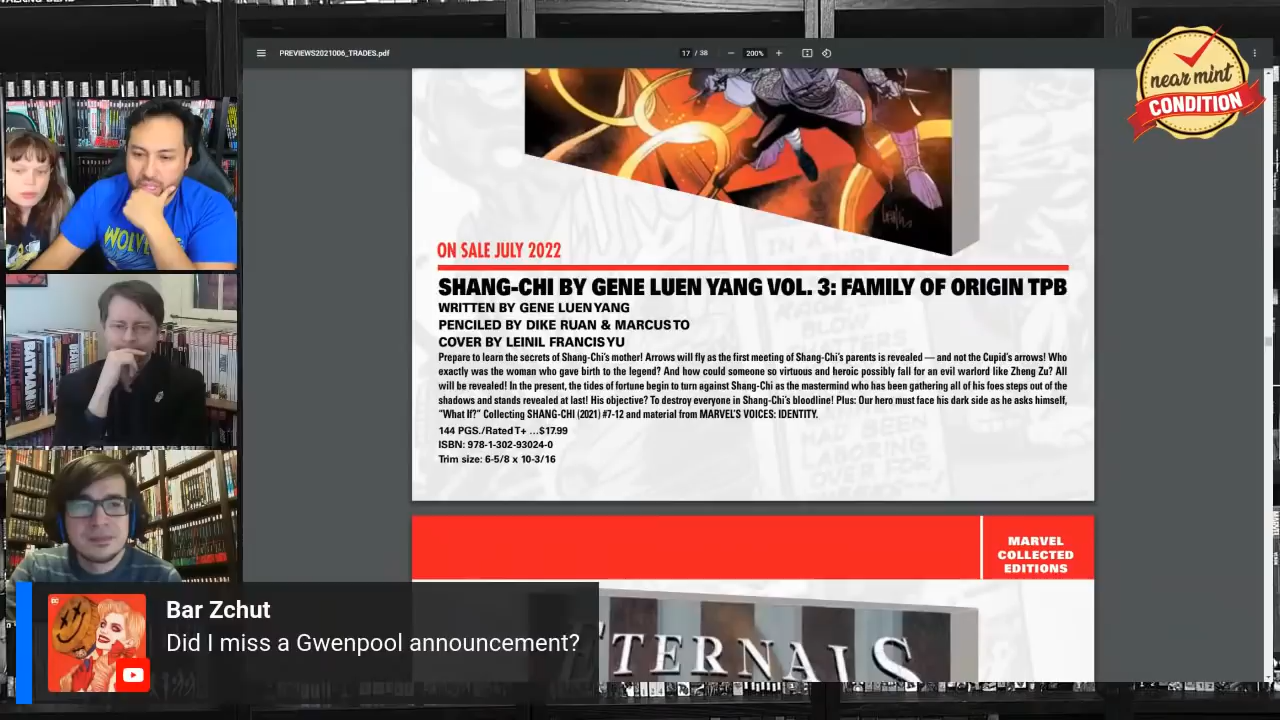 PREVIEWS2021006_TRADES.pdf
17 / 38
200%
near mint
CONDITION
WOLVE
BATMAN
ON SALE JULY 2022
SHANG-CHI BY GENE LUEN YANG VOL. 3: FAMILY OF ORIGIN TPB
WRITTEN BY GENE LUEN YANG
PENCILED BY DIKE RUAN & MARCUS TO
COVER BY LEINIL FRANCIS YU
Prepare to learn the secrets of Shang-Chi's mother! Arrows will fly as the first meeting of Shang-Chi's parents is revealed — and not the Cupid's arrows! Who
exactly was the woman who gave birth to the legend? And how could someone so virtuous and heroic possibly fall for an evil warlord like Zheng Zu? All
will be revealed! In the present, the tides of fortune begin to turn against Shang-Chi as the mastermind who has been gathering all of his foes steps out of the
shadows and stands revealed at last! His objective? To destroy everyone in Shang-Chi's bloodline! Plus: Our hero must face his dark side as he asks himself,
"What If?" Collecting SHANG-CHI (2021) #7-12 and material from MARVEL'S VOICES: IDENTITY.
144 PGS./Rated T+ ...$17.99
ISBN: 978-1-302-93024-0
Trim size: 6-5/8 x 10-3/16
MARVEL
COLLECTED
EDITIONS
ETERNALS
Bar Zchut
Did I miss a Gwenpool announcement?